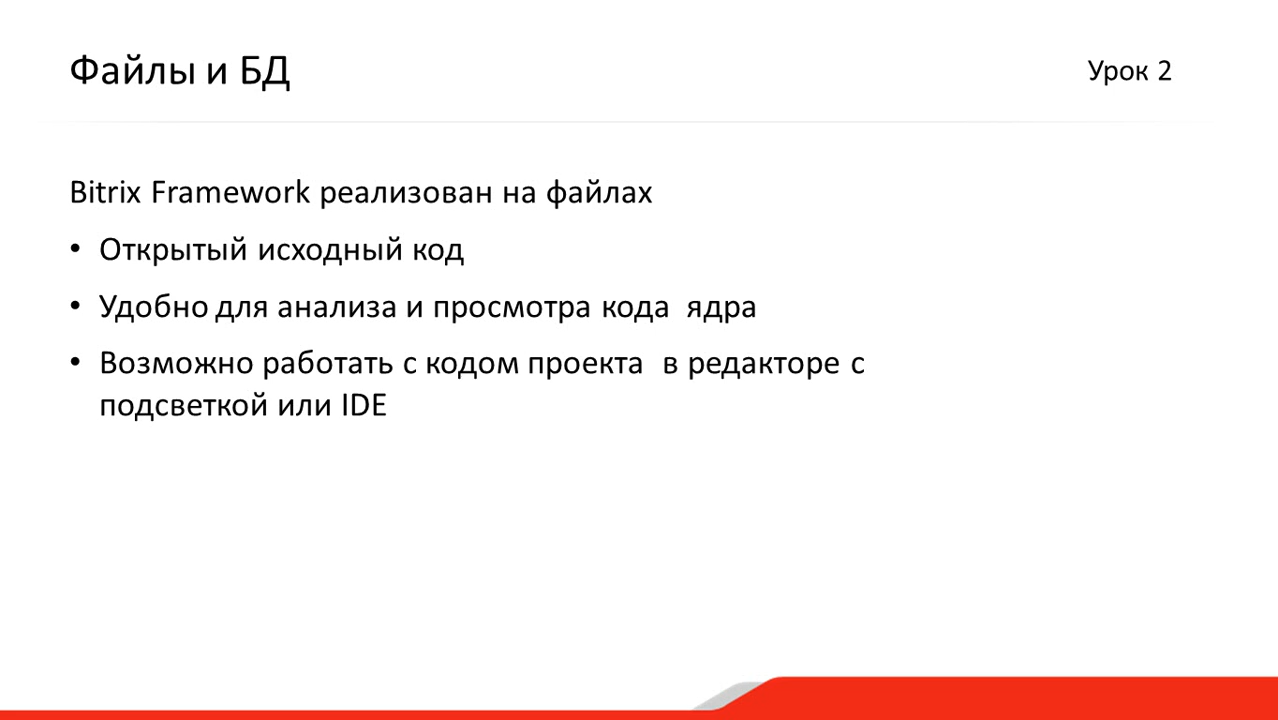 Файлы и БД
Урок 2
Bitrix Framework реализован на файлах
• Открытый исходный код
• Удобно для анализа и просмотра кода  ядра
• Возможно работать с кодом проекта  в редакторе с
подсветкой или IDE